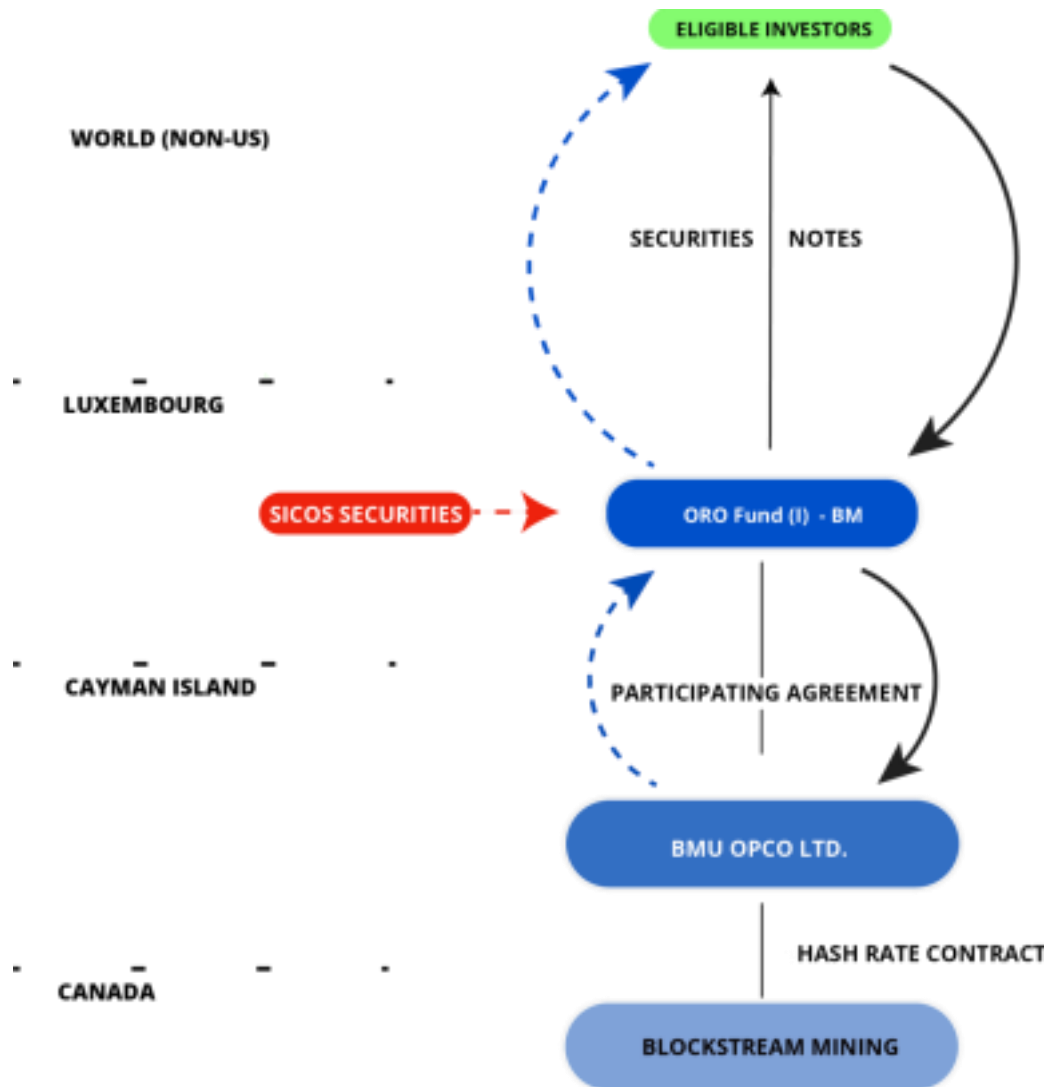 ELIGIBLE INVESTORS
WORLD (NON-US)
SECURITIES NOTES
LUXEMBOURG
SICOS SECURITIES
ORO Fund (I) - BM
CAYMAN ISLAND
PARTICIPATING AGREEMENT
BMU OPCO LTD.
HASH RATE CONTRACT
CANADA
BLOCKSTREAM MINING